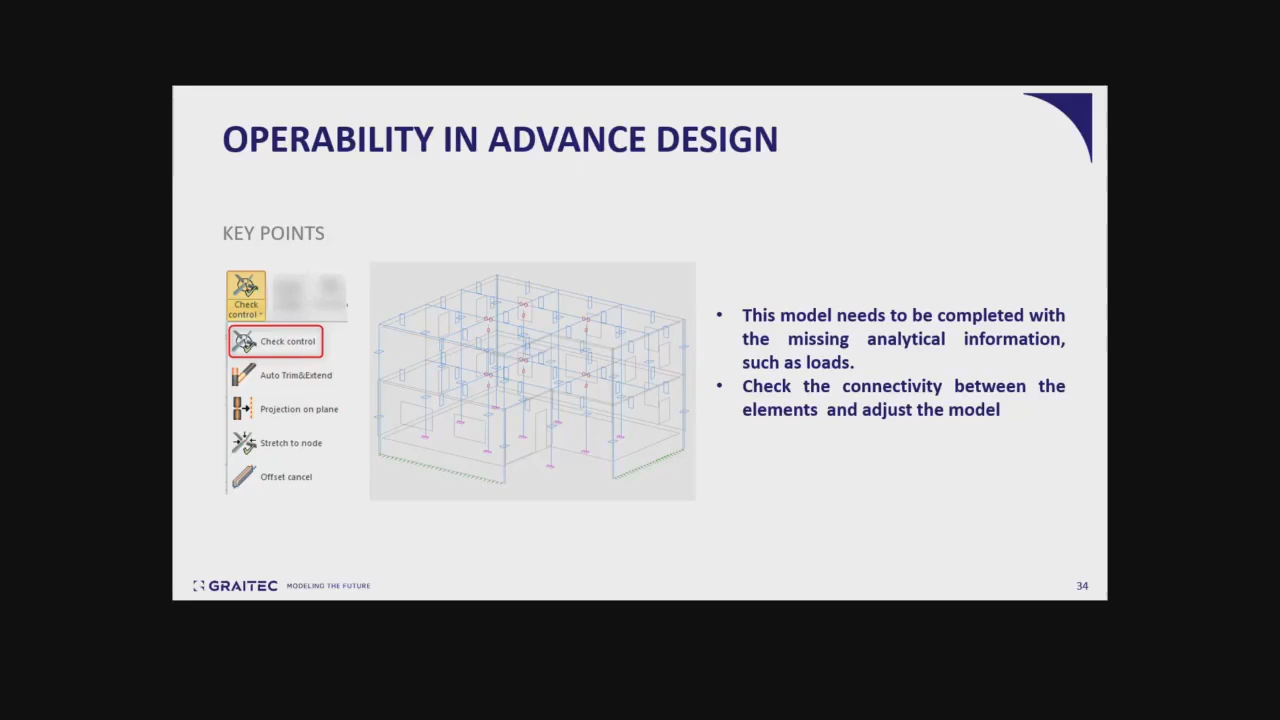 OPERABILITY IN ADVANCE DESIGN
KEY POINTS
Check
control
Check control
Auto Trim&Extend
Projection on plane
Stretch to node
Offset cancel
• This model needs to be completed with
the missing analytical information,
such as loads.
• Check the connectivity between the
elements and adjust the model
GRAITEC MODELING THE FUTURE
34